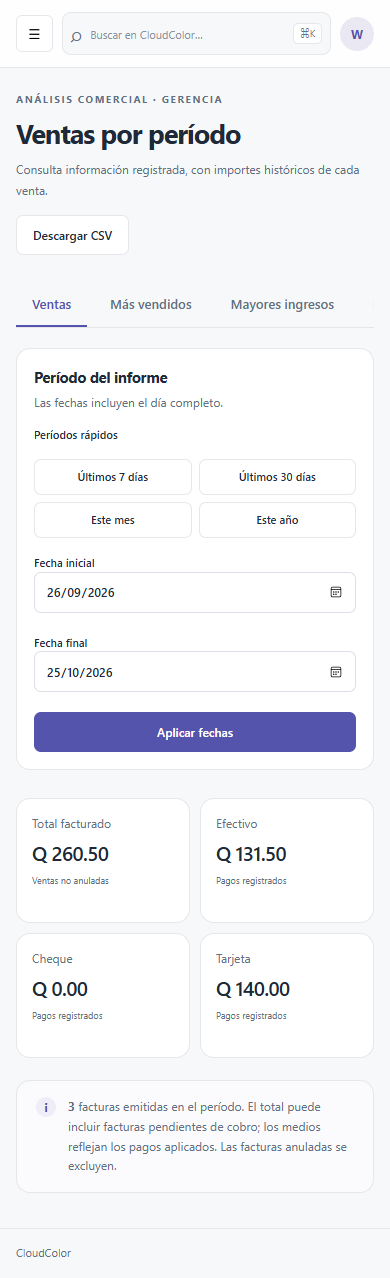 ☰
Buscar en CloudColor...
⌘K
W
ANÁLISIS COMERCIAL · GERENCIA
Ventas por período
Consulta información registrada, con importes históricos de cada
venta.
Descargar CSV
Ventas
Más vendidos
Mayores ingresos
Período del informe
Las fechas incluyen el día completo.
Períodos rápidos
Últimos 7 días
Últimos 30 días
Este mes
Este año
Fecha inicial
26/09/2026
Fecha final
25/10/2026
Aplicar fechas
Total facturado
Q 260.50
Ventas no anuladas
Efectivo
Q 131.50
Pagos registrados
Cheque
Q 0.00
Pagos registrados
Tarjeta
Q 140.00
Pagos registrados
i
3 facturas emitidas en el período. El total puede
incluir facturas pendientes de cobro; los medios
reflejan los pagos aplicados. Las facturas anuladas se
excluyen.
CloudColor